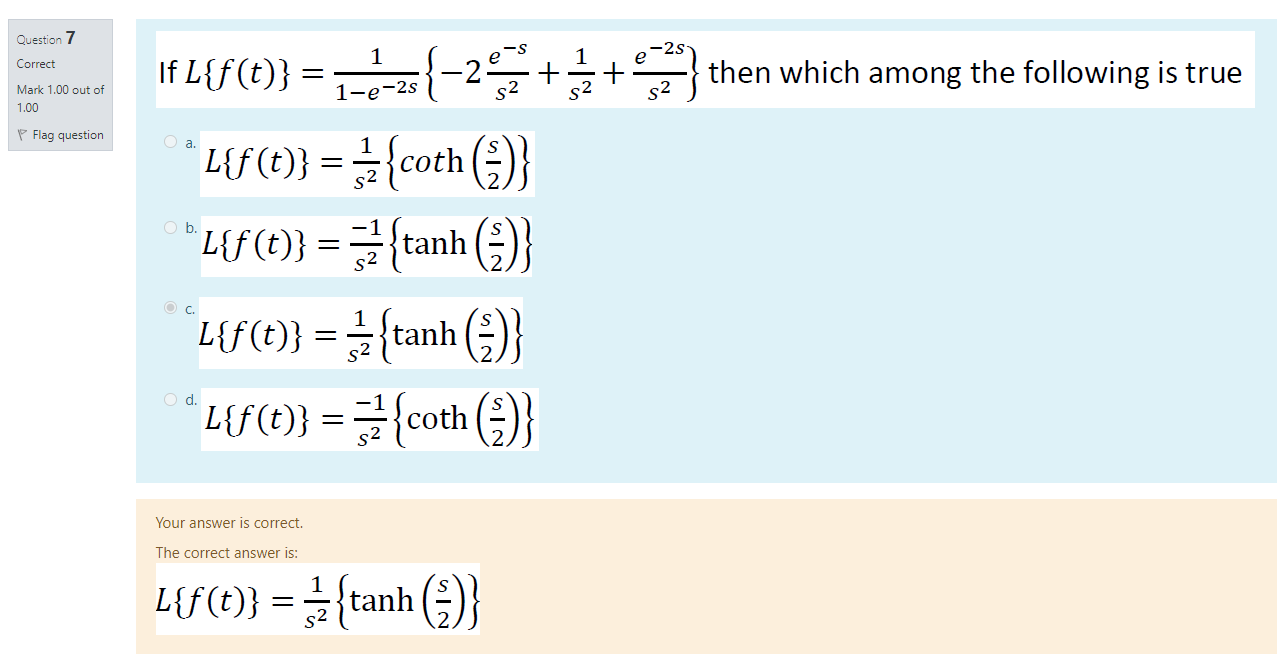 Question 7
Correct
Mark 1.00 out of
1.00
Flag question
If L{f(t)} = 1/(1−e^{−2s}) {−2 e^{−s}/s² + 1/s² + e^{−2s}/s²} then which among the following is true
a. L{f(t)} = 1/s² {coth (s/2)}
b. L{f(t)} = −1/s² {tanh (s/2)}
c. L{f(t)} = 1/s² {tanh (s/2)}
d. L{f(t)} = −1/s² {coth (s/2)}
Your answer is correct.
The correct answer is:
L{f(t)} = 1/s² {tanh (s/2)}